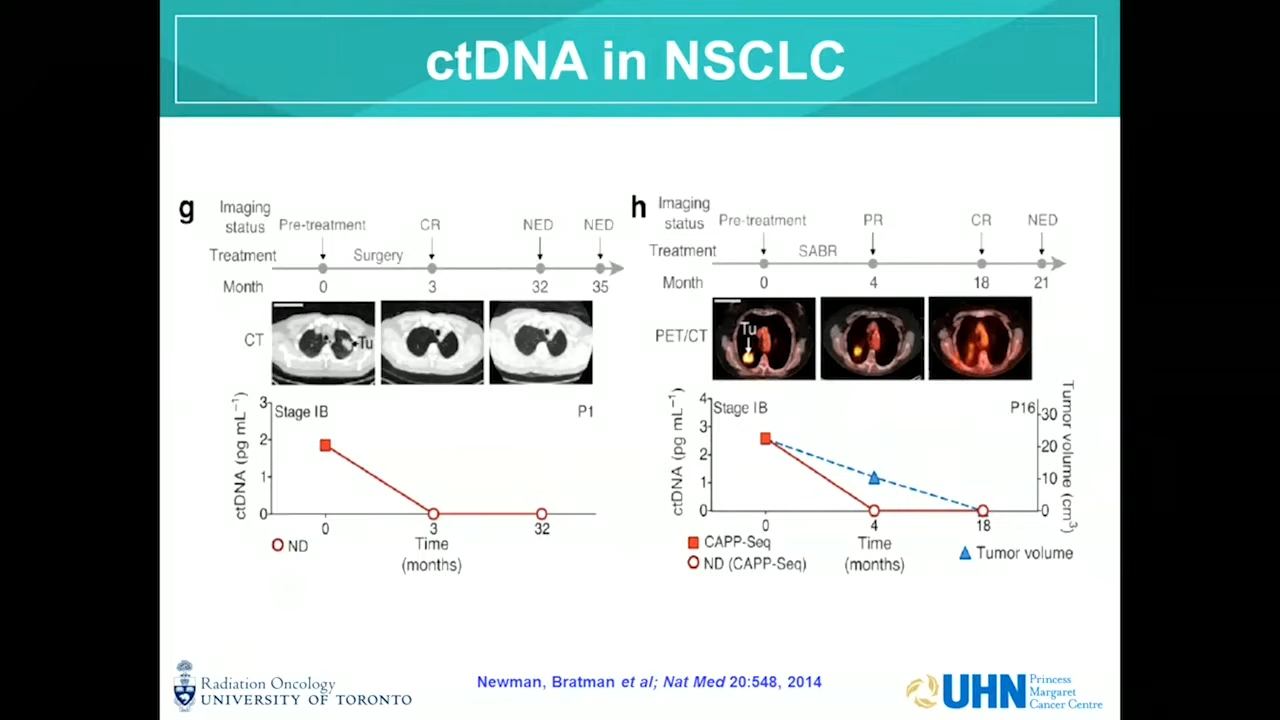 ctDNA in NSCLC
g
Imaging status
Pre-treatment CR NED NED
Treatment Surgery
Month 0 3 32 35
CT
Tu
3
Stage IB P1
2
1
0
ctDNA (pg mL⁻¹)
0 3 32
ND
Time
(months)
h
Imaging status
Pre-treatment PR CR NED
Treatment SABR
Month 0 4 18 21
PET/CT
Tu
4
Stage IB P16
3
2
1
0
ctDNA (pg mL⁻¹)
30
20
10
0
Tumor volume (cm³)
0 4 18
CAPP-Seq
ND (CAPP-Seq)
Time
(months)
Tumor volume
Radiation Oncology
UNIVERSITY OF TORONTO
Newman, Bratman et al; Nat Med 20:548, 2014
UHN
Princess
Margaret
Cancer Centre